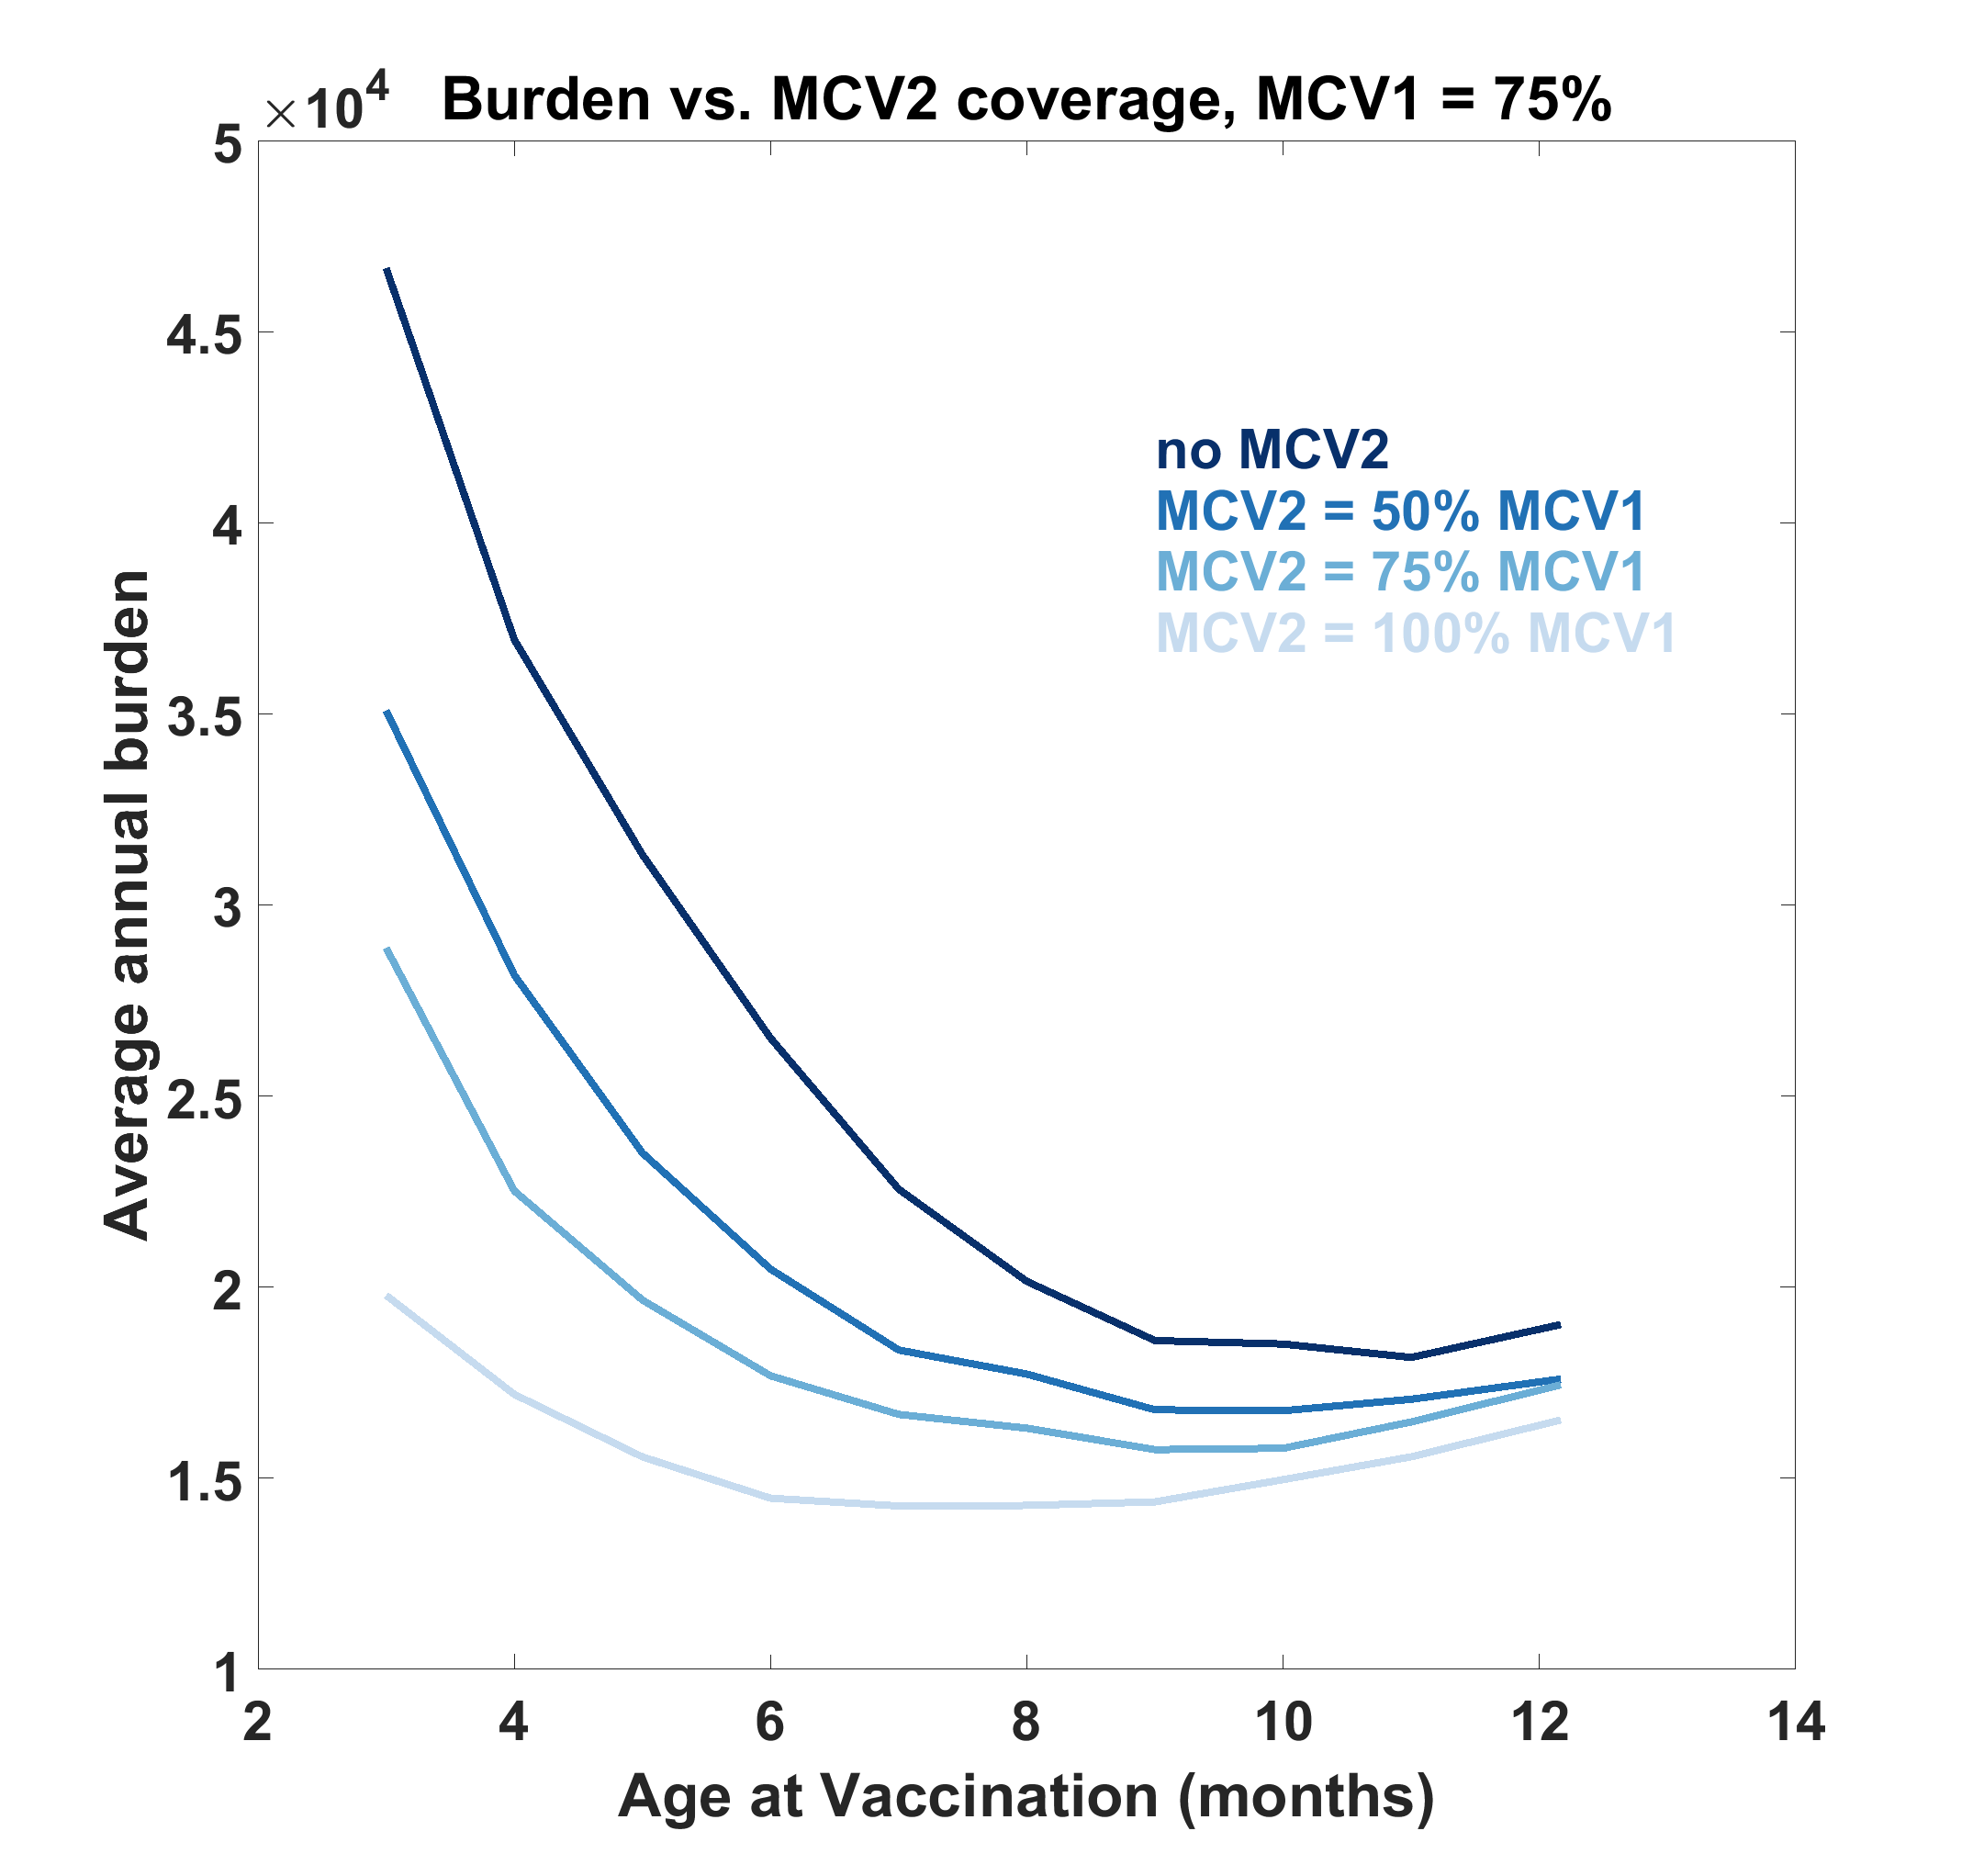 ×10⁴
Burden vs. MCV2 coverage, MCV1 = 75%
5
4.5
4
3.5
3
2.5
2
1.5
1
Average annual burden
no MCV2
MCV2 = 50% MCV1
MCV2 = 75% MCV1
MCV2 = 100% MCV1
2 4 6 8 10 12 14
Age at Vaccination (months)